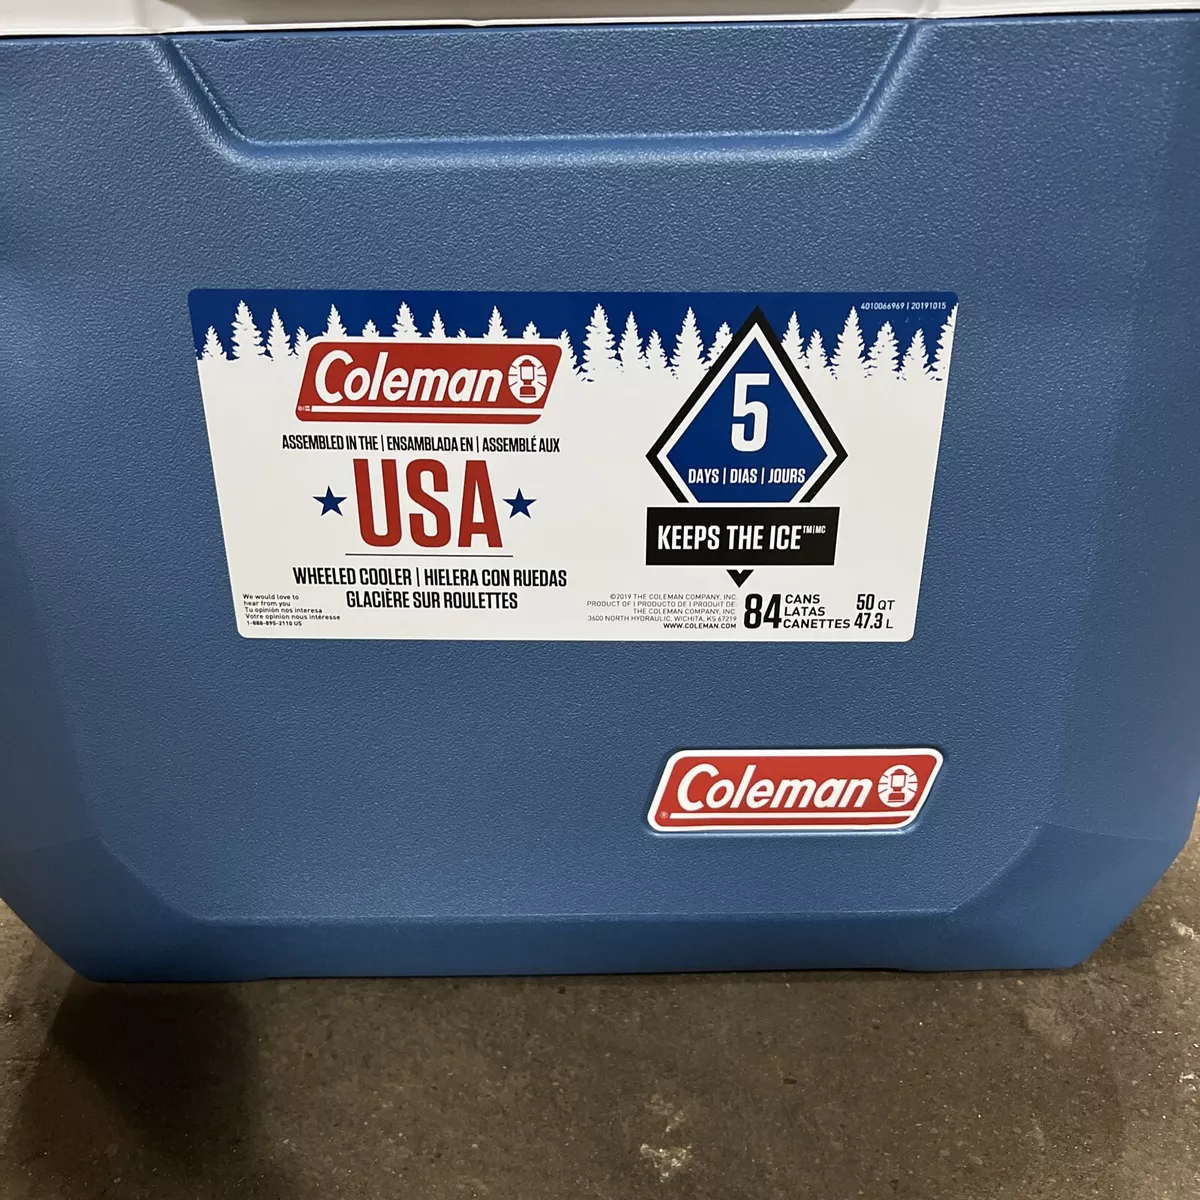 4010066969 | 20191015
Coleman
ASSEMBLED IN THE | ENSAMBLADA EN | ASSEMBLÉ AUX
USA
WHEELED COOLER | HIELERA CON RUEDAS
GLACIÈRE SUR ROULETTES
We would love to
hear from you
Tu opinión nos interesa
Votre opinion nous intéresse
1-888-895-2110 US
5
DAYS | DIAS | JOURS
KEEPS THE ICE™|MC
©2019 THE COLEMAN COMPANY, INC.
PRODUCT OF | PRODUCTO DE | PRODUIT DE:
THE COLEMAN COMPANY, INC.
3600 NORTH HYDRAULIC, WICHITA, KS 67219
WWW.COLEMAN.COM
84 CANS
LATAS
CANETTES
50 QT
47.3 L
Coleman
®